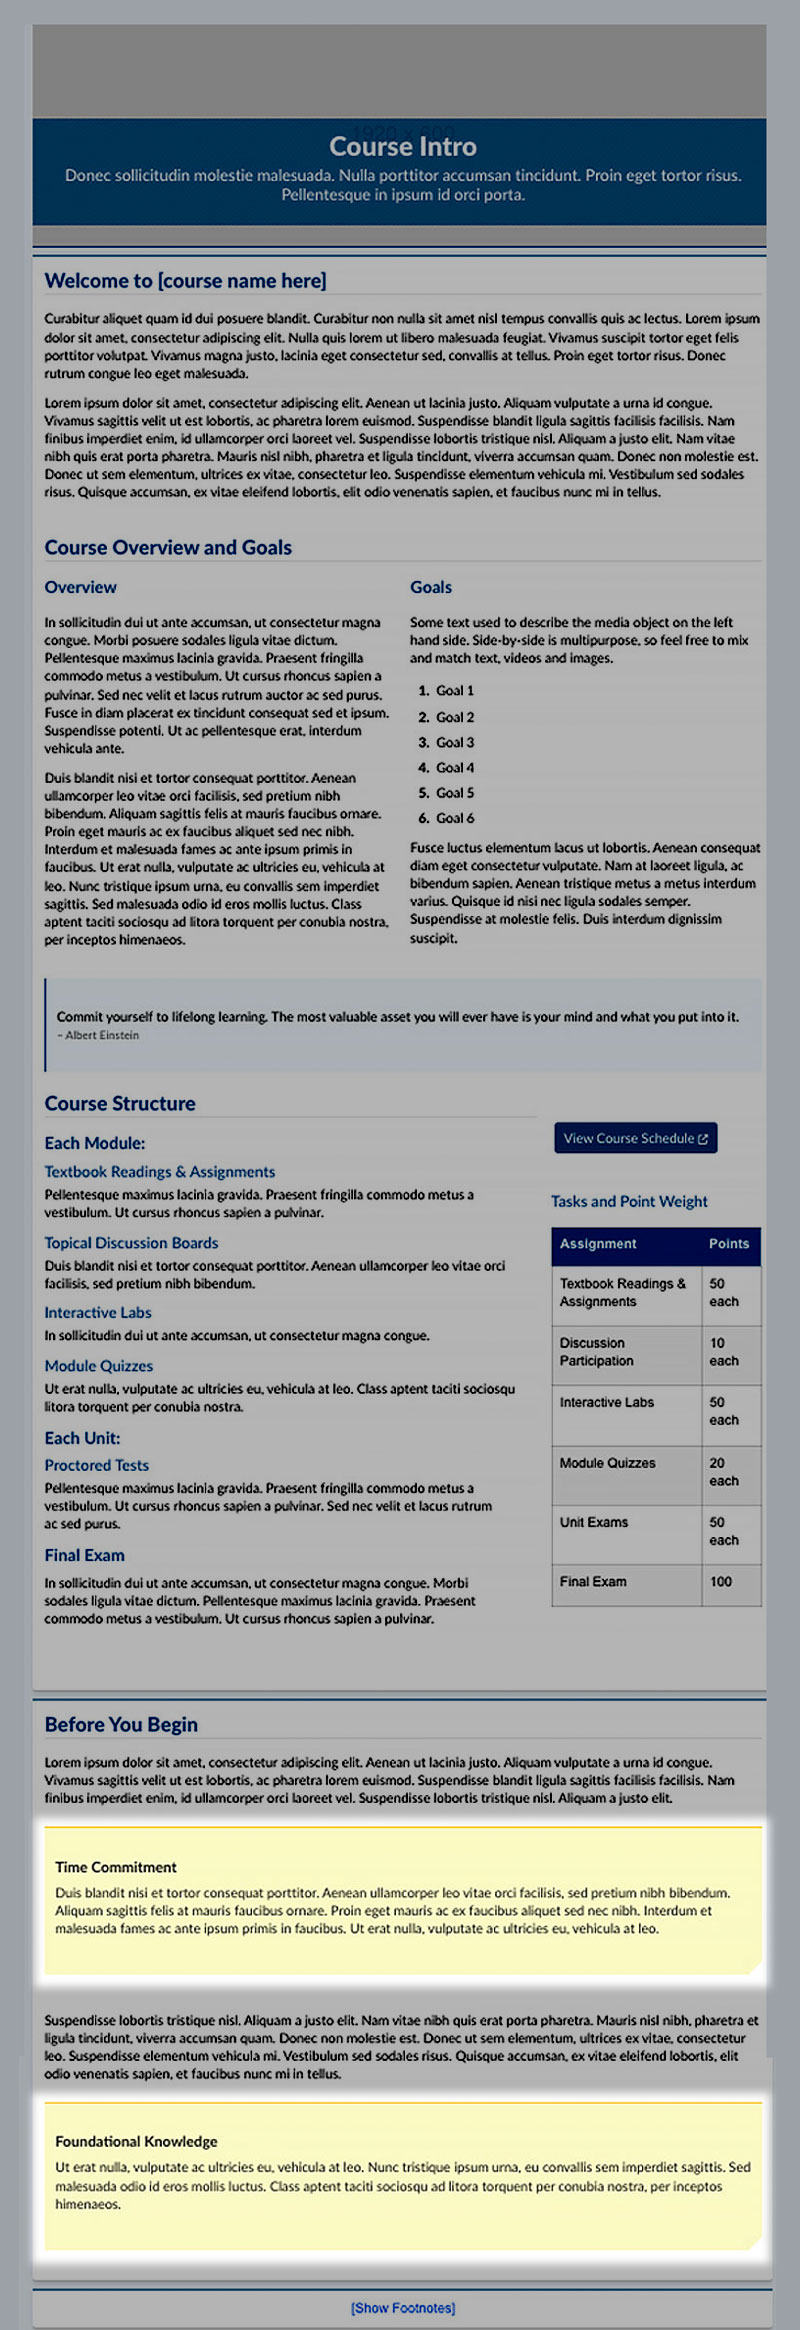 1920 x 600
Course Intro
Donec sollicitudin molestie malesuada. Nulla porttitor accumsan tincidunt. Proin eget tortor risus.
Pellentesque in ipsum id orci porta.
Welcome to [course name here]
Curabitur aliquet quam id dui posuere blandit. Curabitur non nulla sit amet nisl tempus convallis quis ac lectus. Lorem ipsum
dolor sit amet, consectetur adipiscing elit. Nulla quis lorem ut libero malesuada feugiat. Vivamus suscipit tortor eget felis
porttitor volutpat. Vivamus magna justo, lacinia eget consectetur sed, convallis at tellus. Proin eget tortor risus. Donec
rutrum congue leo eget malesuada.
Lorem ipsum dolor sit amet, consectetur adipiscing elit. Aenean ut lacinia justo. Aliquam vulputate a urna id congue.
Vivamus sagittis velit ut est lobortis, ac pharetra lorem euismod. Suspendisse blandit ligula sagittis facilisis facilisis. Nam
finibus imperdiet enim, id ullamcorper orci laoreet vel. Suspendisse lobortis tristique nisl. Aliquam a justo elit. Nam vitae
nibh quis erat porta pharetra. Mauris nisl nibh, pharetra et ligula tincidunt, viverra accumsan quam. Donec non molestie est.
Donec ut sem elementum, ultrices ex vitae, consectetur leo. Suspendisse elementum vehicula mi. Vestibulum sed sodales
risus. Quisque accumsan, ex vitae eleifend lobortis, elit odio venenatis sapien, et faucibus nunc mi in tellus.
Course Overview and Goals
Overview
In sollicitudin dui ut ante accumsan, ut consectetur magna
congue. Morbi posuere sodales ligula vitae dictum.
Pellentesque maximus lacinia gravida. Praesent fringilla
commodo metus a vestibulum. Ut cursus rhoncus sapien a
pulvinar. Sed nec velit et lacus rutrum auctor ac sed purus.
Fusce in diam placerat ex tincidunt consequat sed et ipsum.
Suspendisse potenti. Ut ac pellentesque erat, interdum
vehicula ante.
Duis blandit nisi et tortor consequat porttitor. Aenean
ullamcorper leo vitae orci facilisis, sed pretium nibh
bibendum. Aliquam sagittis felis at mauris faucibus ornare.
Proin eget mauris ac ex faucibus aliquet sed nec nibh.
Interdum et malesuada fames ac ante ipsum primis in
faucibus. Ut erat nulla, vulputate ac ultricies eu, vehicula at
leo. Nunc tristique ipsum urna, eu convallis sem imperdiet
sagittis. Sed malesuada odio id eros mollis luctus. Class
aptent taciti sociosqu ad litora torquent per conubia nostra,
per inceptos himenaeos.
Goals
Some text used to describe the media object on the left
hand side. Side-by-side is multipurpose, so feel free to mix
and match text, videos and images.
1. Goal 1
2. Goal 2
3. Goal 3
4. Goal 4
5. Goal 5
6. Goal 6
Fusce luctus elementum lacus ut lobortis. Aenean consequat
diam eget consectetur vulputate. Nam at laoreet ligula, ac
bibendum sapien. Aenean tristique metus a metus interdum
varius. Quisque id nisi nec ligula sodales semper.
Suspendisse at molestie felis. Duis interdum dignissim
suscipit.
Commit yourself to lifelong learning. The most valuable asset you will ever have is your mind and what you put into it.
– Albert Einstein
Course Structure
Each Module:
Textbook Readings & Assignments
Pellentesque maximus lacinia gravida. Praesent fringilla commodo metus a
vestibulum. Ut cursus rhoncus sapien a pulvinar.
Topical Discussion Boards
Duis blandit nisi et tortor consequat porttitor. Aenean ullamcorper leo vitae orci
facilisis, sed pretium nibh bibendum.
Interactive Labs
In sollicitudin dui ut ante accumsan, ut consectetur magna congue.
Module Quizzes
Ut erat nulla, vulputate ac ultricies eu, vehicula at leo. Class aptent taciti sociosqu
litora torquent per conubia nostra.
Each Unit:
Proctored Tests
Pellentesque maximus lacinia gravida. Praesent fringilla commodo metus a
vestibulum. Ut cursus rhoncus sapien a pulvinar. Sed nec velit et lacus rutrum
ac sed purus.
Final Exam
In sollicitudin dui ut ante accumsan, ut consectetur magna congue. Morbi
sodales ligula vitae dictum. Pellentesque maximus lacinia gravida. Praesent
commodo metus a vestibulum. Ut cursus rhoncus sapien a pulvinar.
View Course Schedule
Tasks and Point Weight
Assignment Points
Textbook Readings & 50
Assignments each
Discussion 10
Participation each
Interactive Labs 50
each
Module Quizzes 20
each
Unit Exams 50
each
Final Exam 100
Before You Begin
Lorem ipsum dolor sit amet, consectetur adipiscing elit. Aenean ut lacinia justo. Aliquam vulputate a urna id congue.
Vivamus sagittis velit ut est lobortis, ac pharetra lorem euismod. Suspendisse blandit ligula sagittis facilisis facilisis. Nam
finibus imperdiet enim, id ullamcorper orci laoreet vel. Suspendisse lobortis tristique nisl. Aliquam a justo elit.
Time Commitment
Duis blandit nisi et tortor consequat porttitor. Aenean ullamcorper leo vitae orci facilisis, sed pretium nibh bibendum.
Aliquam sagittis felis at mauris faucibus ornare. Proin eget mauris ac ex faucibus aliquet sed nec nibh. Interdum et
malesuada fames ac ante ipsum primis in faucibus. Ut erat nulla, vulputate ac ultricies eu, vehicula at leo.
Suspendisse lobortis tristique nisl. Aliquam a justo elit. Nam vitae nibh quis erat porta pharetra. Mauris nisl nibh, pharetra et
ligula tincidunt, viverra accumsan quam. Donec non molestie est. Donec ut sem elementum, ultrices ex vitae, consectetur
leo. Suspendisse elementum vehicula mi. Vestibulum sed sodales risus. Quisque accumsan, ex vitae eleifend lobortis, elit
odio venenatis sapien, et faucibus nunc mi in tellus.
Foundational Knowledge
Ut erat nulla, vulputate ac ultricies eu, vehicula at leo. Nunc tristique ipsum urna, eu convallis sem imperdiet sagittis. Sed
malesuada odio id eros mollis luctus. Class aptent taciti sociosqu ad litora torquent per conubia nostra, per inceptos
himenaeos.
[Show Footnotes]